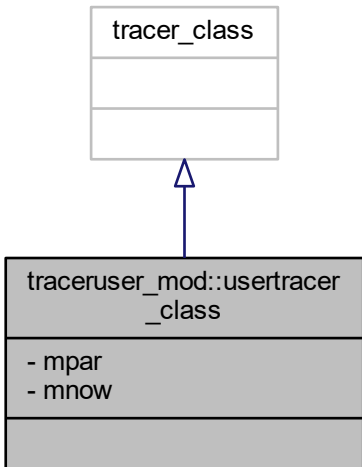 tracer_class
traceruser_mod::usertracer
_class
- mpar
- mnow